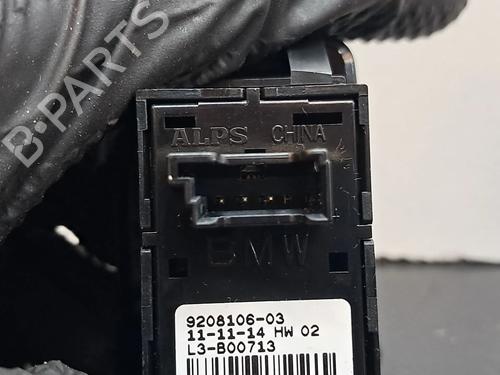 B-PARTS
ALPS CHINA
BMW
9208106-03
11-11-14 HW 02
L3-B00713